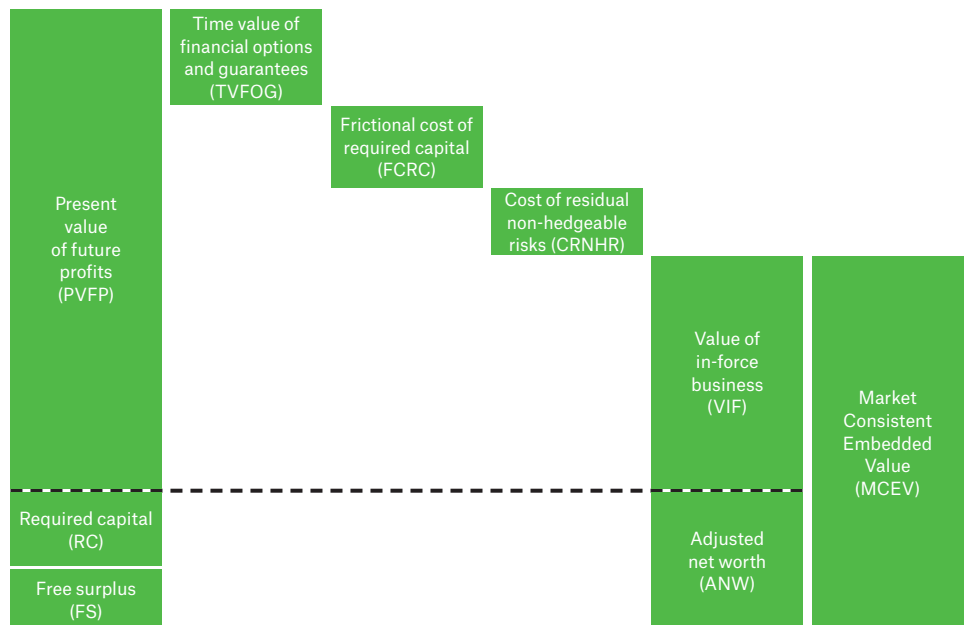 Time value of
financial options
and guarantees
(TVFOG)
Frictional cost of
required capital
(FCRC)
Cost of residual
non-hedgeable
risks (CRNHR)
Present
value
of future
profits
(PVFP)
Value of
in-force
business
(VIF)
Market
Consistent
Embedded
Value
(MCEV)
Required capital
(RC)
Adjusted
net worth
(ANW)
Free surplus
(FS)